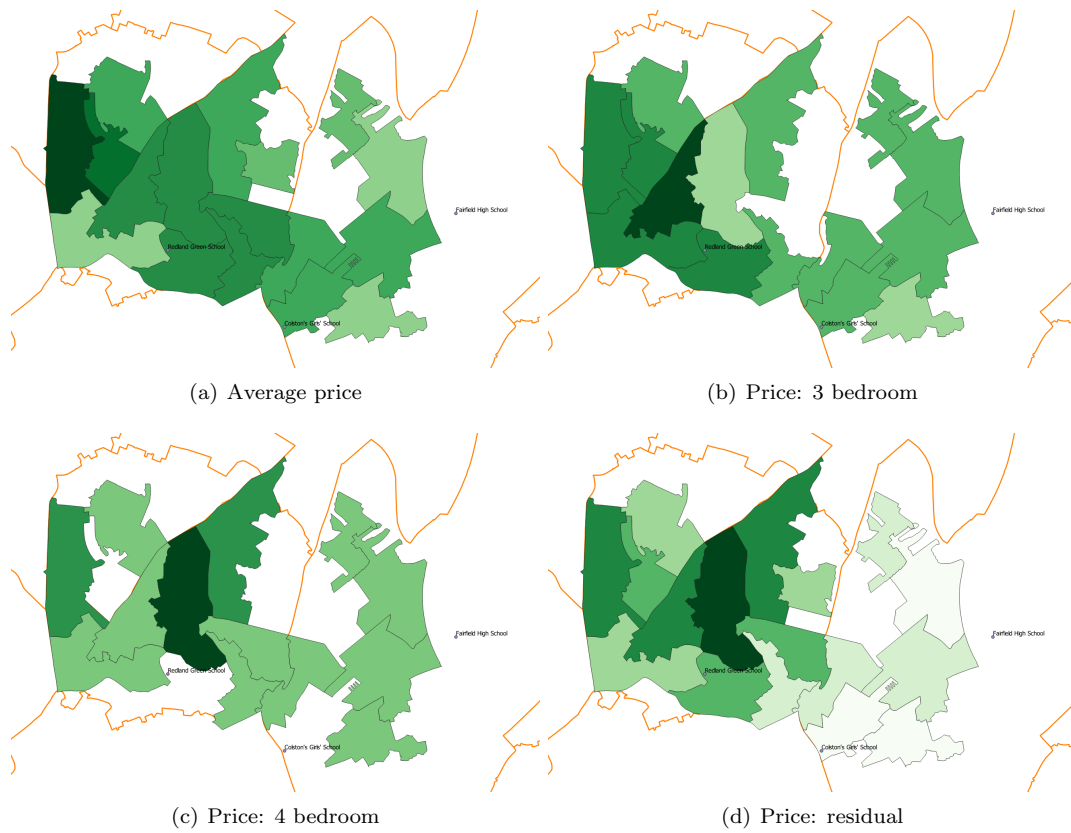 Fairfield High School
Redland Green School
Colston's Girls' School
Fairfield High School
Redland Green School
Colston's Girls' School
(a) Average price
(b) Price: 3 bedroom
Fairfield High School
Redland Green School
Colston's Girls' School
Fairfield High School
Redland Green School
Colston's Girls' School
(c) Price: 4 bedroom
(d) Price: residual